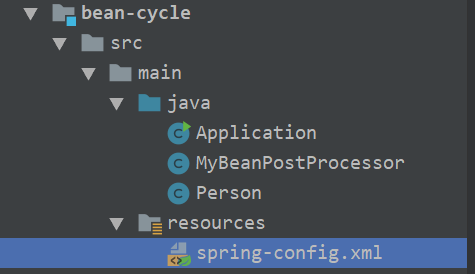 bean-cycle
src
main
java
Application
MyBeanPostProcessor
Person
resources
spring-config.xml